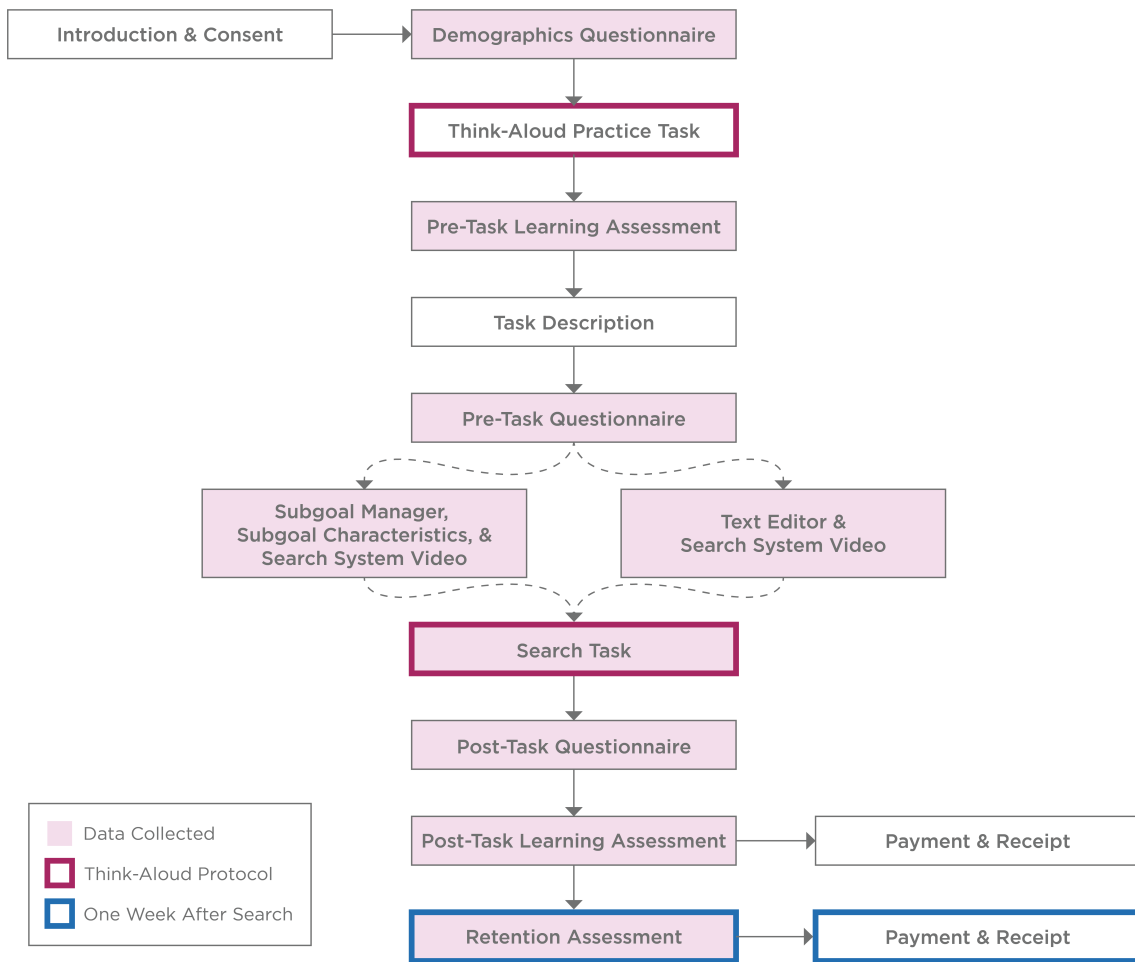 Introduction & Consent
Demographics Questionnaire
Think-Aloud Practice Task
Pre-Task Learning Assessment
Task Description
Pre-Task Questionnaire
Subgoal Manager,
Subgoal Characteristics, &
Search System Video
Text Editor &
Search System Video
Search Task
Post-Task Questionnaire
Post-Task Learning Assessment
Payment & Receipt
Retention Assessment
Payment & Receipt
Data Collected
Think-Aloud Protocol
One Week After Search